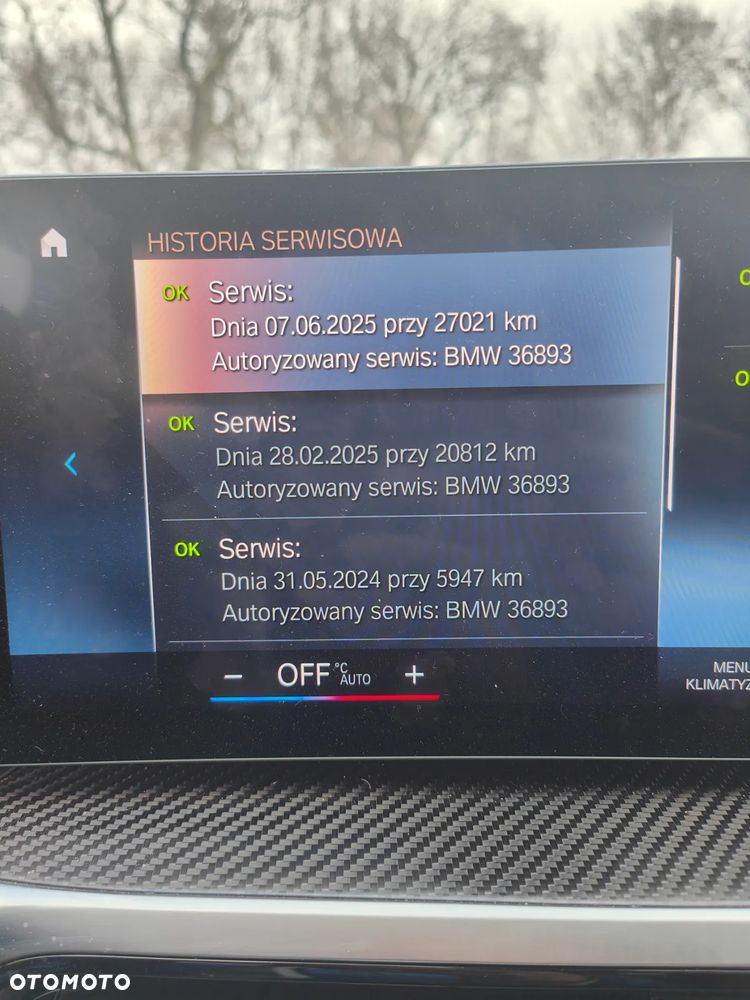 HISTORIA SERWISOWA
OK Serwis:
Dnia 07.06.2025 przy 27021 km
Autoryzowany serwis: BMW 36893
OK Serwis:
Dnia 28.02.2025 przy 20812 km
Autoryzowany serwis: BMW 36893
OK Serwis:
Dnia 31.05.2024 przy 5947 km
Autoryzowany serwis: BMW 36893
− OFF °C AUTO +
MENU
KLIMATYZ
OTOMOTO